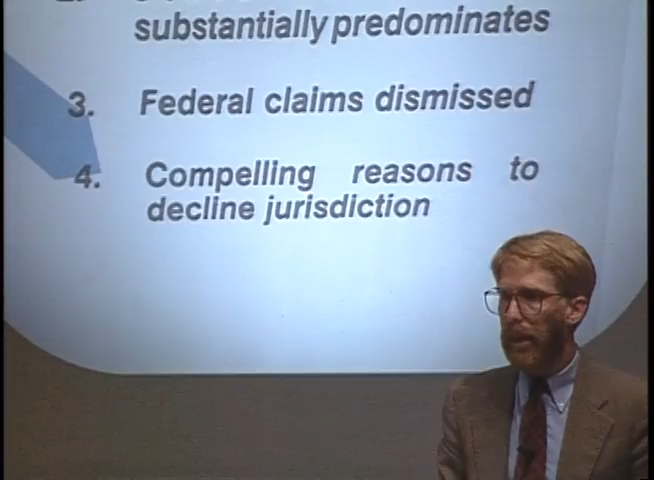 substantially predominates
3. Federal claims dismissed
4. Compelling reasons to
decline jurisdiction